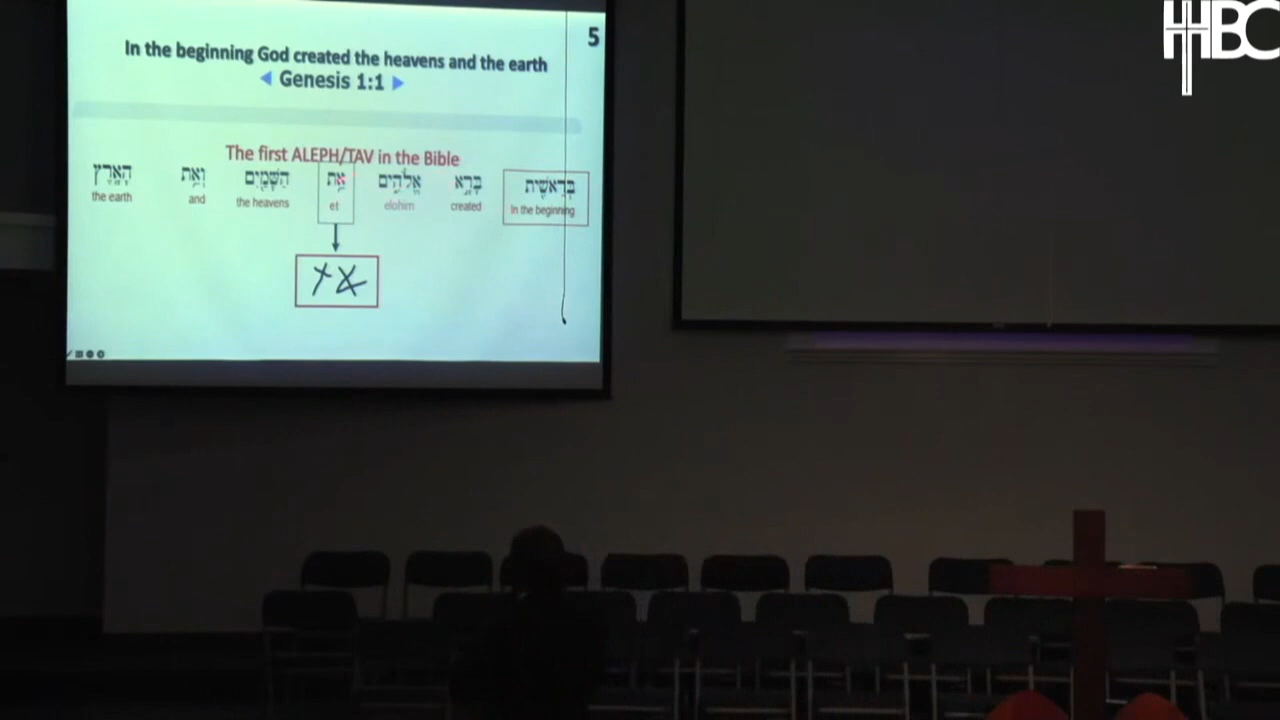 HHBC
5
In the beginning God created the heavens and the earth
Genesis 1:1
The first ALEPH/TAV in the Bible
בְּרֵאשִׁ֖ית בָּרָ֣א אֱלֹהִ֑ים אֵ֥ת הַשָּׁמַ֖יִם וְאֵ֥ת הָאָֽרֶץ
the earth and the heavens et elohim created In the beginning